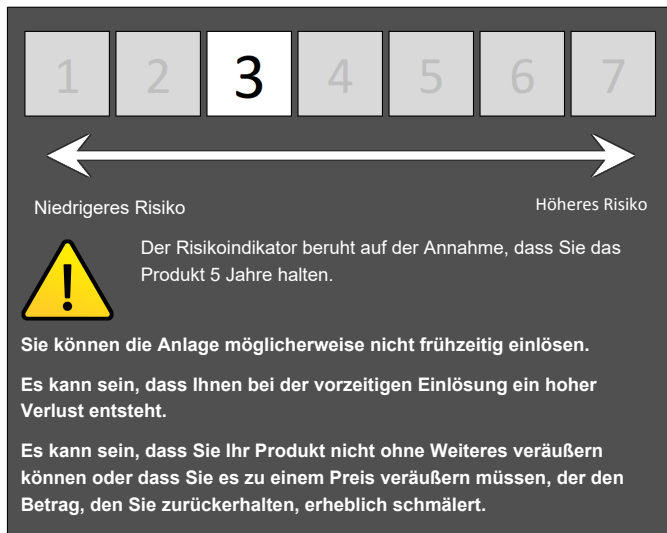 1 2 3 4 5 6 7
Niedrigeres Risiko Höheres Risiko
!
Der Risikoindikator beruht auf der Annahme, dass Sie das
Produkt 5 Jahre halten.
Sie können die Anlage möglicherweise nicht frühzeitig einlösen.
Es kann sein, dass Ihnen bei der vorzeitigen Einlösung ein hoher
Verlust entsteht.
Es kann sein, dass Sie Ihr Produkt nicht ohne Weiteres veräußern
können oder dass Sie es zu einem Preis veräußern müssen, der den
Betrag, den Sie zurückerhalten, erheblich schmälert.